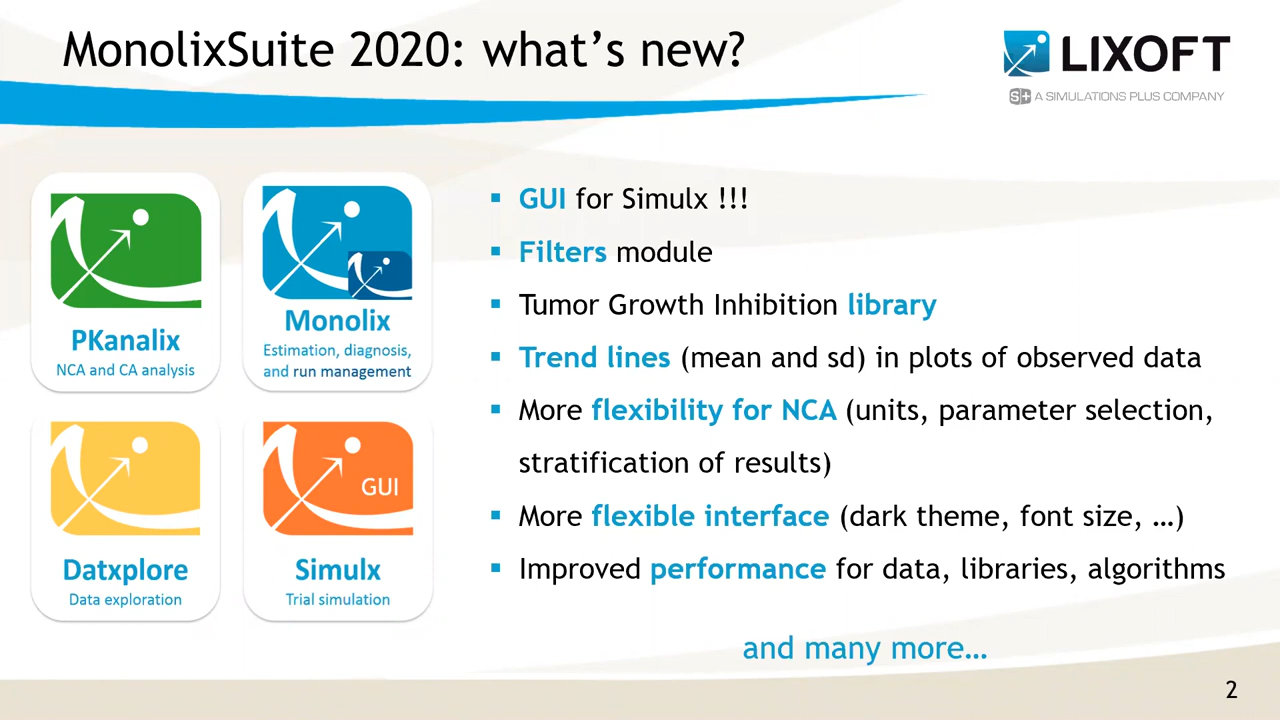 MonolixSuite 2020: what's new?
LIXOFT
S+ A SIMULATIONS PLUS COMPANY
PKanalix
NCA and CA analysis
Monolix
Estimation, diagnosis,
and run management
Datxplore
Data exploration
GUI
Simulx
Trial simulation
▪ GUI for Simulx !!!
▪ Filters module
▪ Tumor Growth Inhibition library
▪ Trend lines (mean and sd) in plots of observed data
▪ More flexibility for NCA (units, parameter selection,
stratification of results)
▪ More flexible interface (dark theme, font size, …)
▪ Improved performance for data, libraries, algorithms
and many more…
2